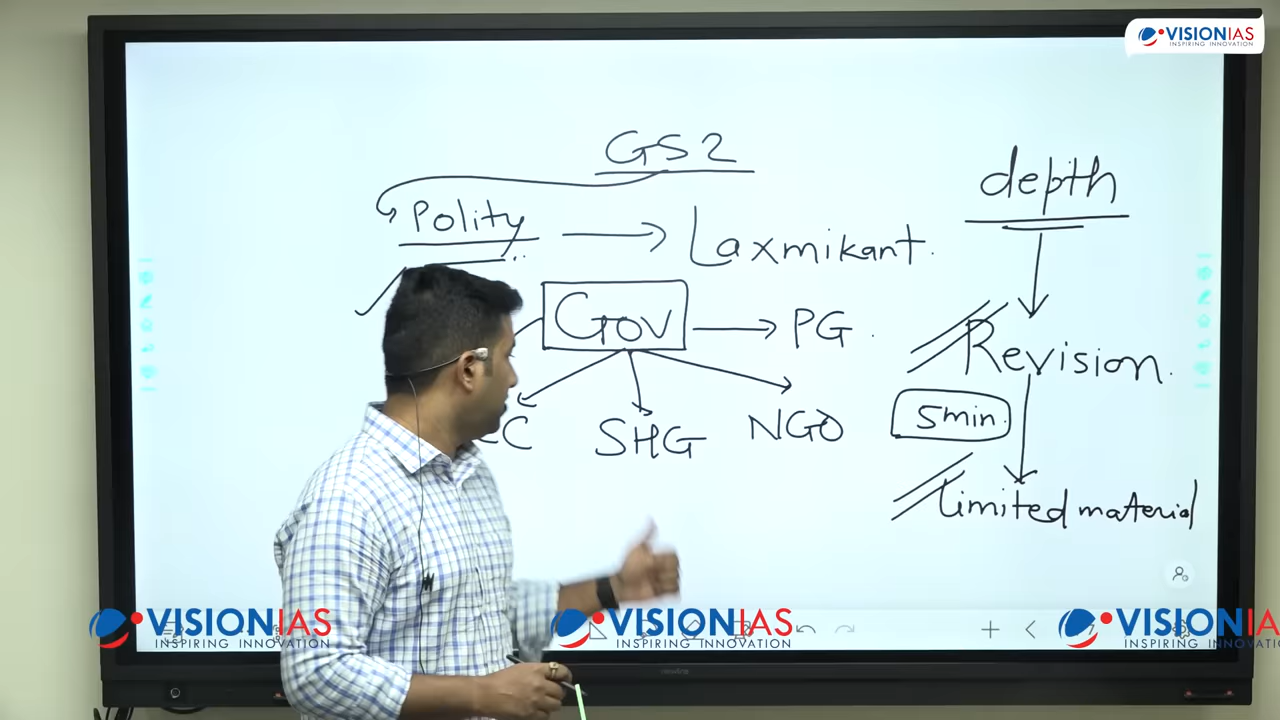 VISIONIAS
INSPIRING INNOVATION
GS2
Polity
Laxmikant.
Gov
PG.
SHG
NGO
depth
Revision.
5min.
limited material
VISIONIAS
INSPIRING INNOVATION
VISIONIAS
INSPIRING INNOVATION
VISIONIA
INSPIRING INNOVATION